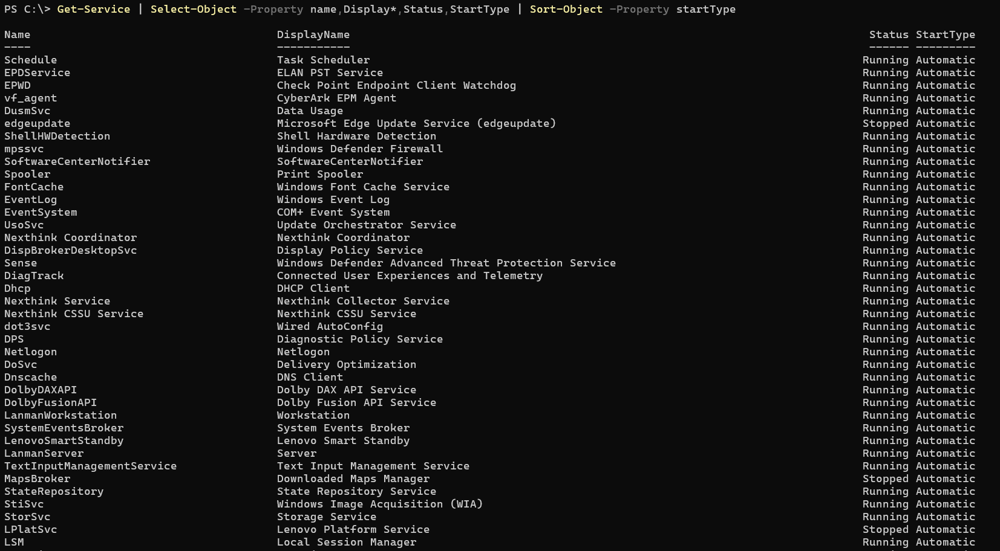 PS C:\> Get-Service | Select-Object -Property name,Display*,Status,StartType | Sort-Object -Property startType
Name DisplayName Status StartType
---- ----------- ------ ---------
Schedule Task Scheduler Running Automatic
EPDService ELAN PST Service Running Automatic
EPWD Check Point Endpoint Client Watchdog Running Automatic
vf_agent CyberArk EPM Agent Running Automatic
DusmSvc Data Usage Running Automatic
edgeupdate Microsoft Edge Update Service (edgeupdate) Stopped Automatic
ShellHWDetection Shell Hardware Detection Running Automatic
mpssvc Windows Defender Firewall Running Automatic
SoftwareCenterNotifier SoftwareCenterNotifier Running Automatic
Spooler Print Spooler Running Automatic
FontCache Windows Font Cache Service Running Automatic
EventLog Windows Event Log Running Automatic
EventSystem COM+ Event System Running Automatic
UsoSvc Update Orchestrator Service Running Automatic
Nexthink Coordinator Nexthink Coordinator Running Automatic
DispBrokerDesktopSvc Display Policy Service Running Automatic
Sense Windows Defender Advanced Threat Protection Service Running Automatic
DiagTrack Connected User Experiences and Telemetry Running Automatic
Dhcp DHCP Client Running Automatic
Nexthink Service Nexthink Collector Service Running Automatic
Nexthink CSSU Service Nexthink CSSU Service Running Automatic
dot3svc Wired AutoConfig Running Automatic
DPS Diagnostic Policy Service Running Automatic
Netlogon Netlogon Running Automatic
DoSvc Delivery Optimization Running Automatic
Dnscache DNS Client Running Automatic
DolbyDAXAPI Dolby DAX API Service Running Automatic
DolbyFusionAPI Dolby Fusion API Service Running Automatic
LanmanWorkstation Workstation Running Automatic
SystemEventsBroker System Events Broker Running Automatic
LenovoSmartStandby Lenovo Smart Standby Running Automatic
LanmanServer Server Running Automatic
TextInputManagementService Text Input Management Service Running Automatic
MapsBroker Downloaded Maps Manager Stopped Automatic
StateRepository State Repository Service Running Automatic
StiSvc Windows Image Acquisition (WIA) Running Automatic
StorSvc Storage Service Running Automatic
LPlatSvc Lenovo Platform Service Stopped Automatic
LSM Local Session Manager Running Automatic